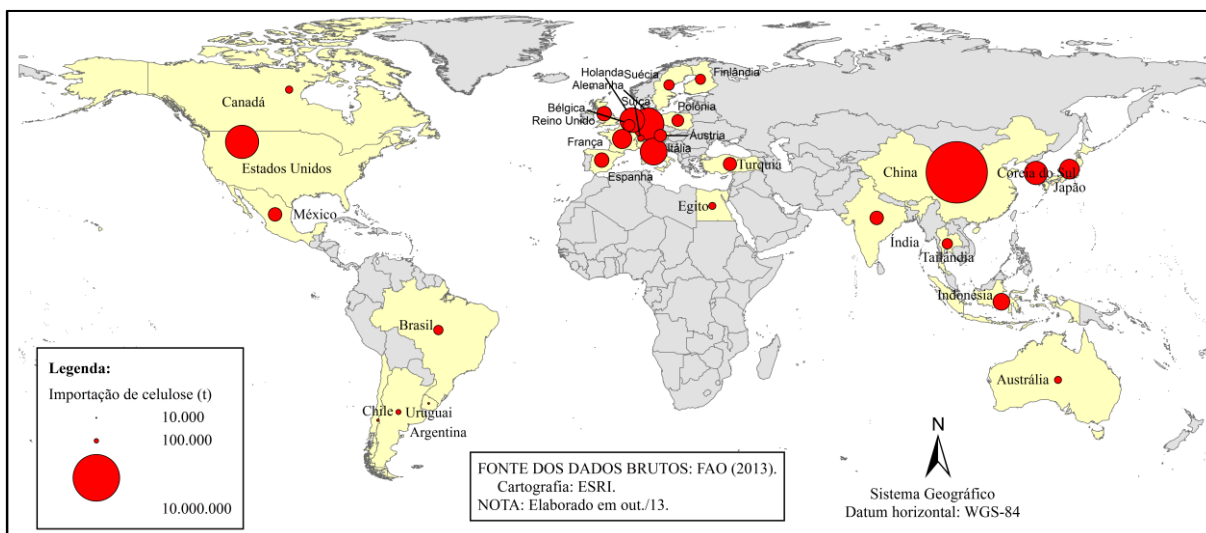 Holanda
Suécia
Finlândia
Alemanha
Canadá
Bélgica
Suíça
Polônia
Reino Unido
Áustria
França
Itália
Estados Unidos
Espanha
Turquia
China
Coreia do Sul
Japão
México
Egito
Índia
Tailândia
Indonésia
Brasil
Austrália
Chile
Uruguai
Argentina
Legenda:
Importação de celulose (t)
10.000
100.000
10.000.000
FONTE DOS DADOS BRUTOS: FAO (2013).
Cartografia: ESRI.
NOTA: Elaborado em out./13.
N
Sistema Geográfico
Datum horizontal: WGS-84